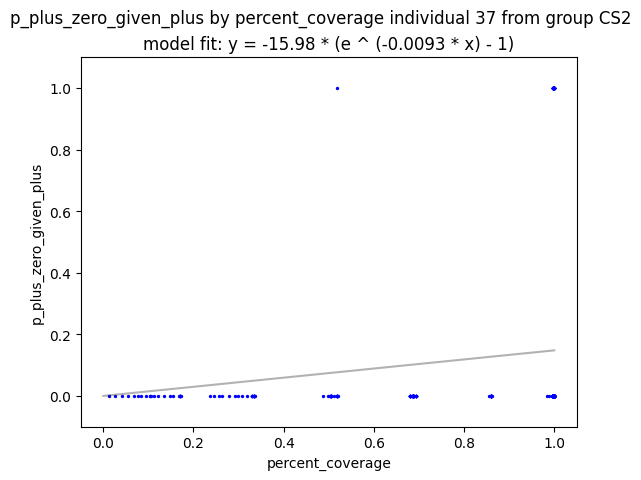 p_plus_zero_given_plus by percent_coverage individual 37 from group CS2
model fit: y = -15.98 * (e ^ (-0.0093 * x) - 1)
p_plus_zero_given_plus
1.0
0.8
0.6
0.4
0.2
0.0
0.0 0.2 0.4 0.6 0.8 1.0
percent_coverage